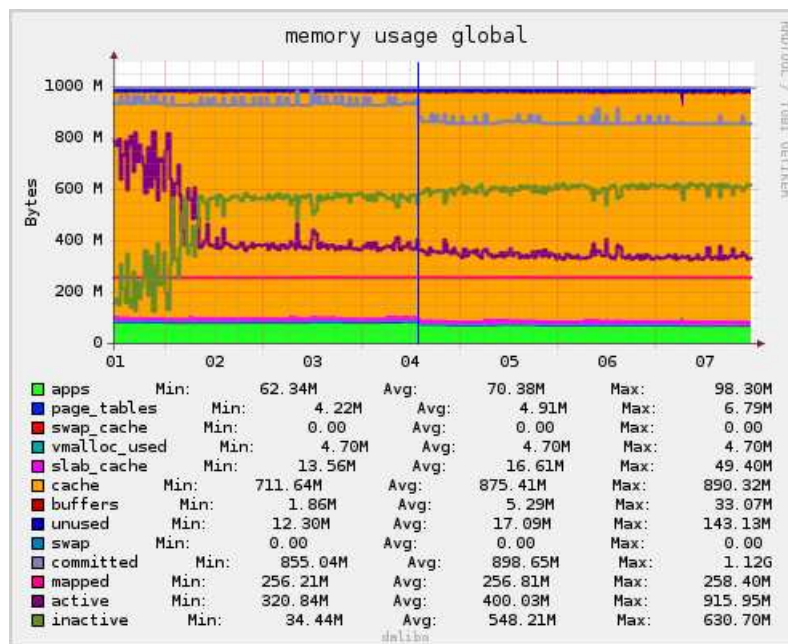 memory usage global
RRDTOOL / TOBI OETIKER
Bytes
1000 M
800 M
600 M
400 M
200 M
0
01 02 03 04 05 06 07
apps Min: 62.34M Avg: 70.38M Max: 98.30M
page_tables Min: 4.22M Avg: 4.91M Max: 6.79M
swap_cache Min: 0.00 Avg: 0.00 Max: 0.00
vmalloc_used Min: 4.70M Avg: 4.70M Max: 4.70M
slab_cache Min: 13.56M Avg: 16.61M Max: 49.40M
cache Min: 711.64M Avg: 875.41M Max: 890.32M
buffers Min: 1.86M Avg: 5.29M Max: 33.07M
unused Min: 12.30M Avg: 17.09M Max: 143.13M
swap Min: 0.00 Avg: 0.00 Max: 0.00
committed Min: 855.04M Avg: 898.65M Max: 1.12G
mapped Min: 256.21M Avg: 256.81M Max: 258.40M
active Min: 320.84M Avg: 400.03M Max: 915.95M
inactive Min: 34.44M Avg: 548.21M Max: 630.70M